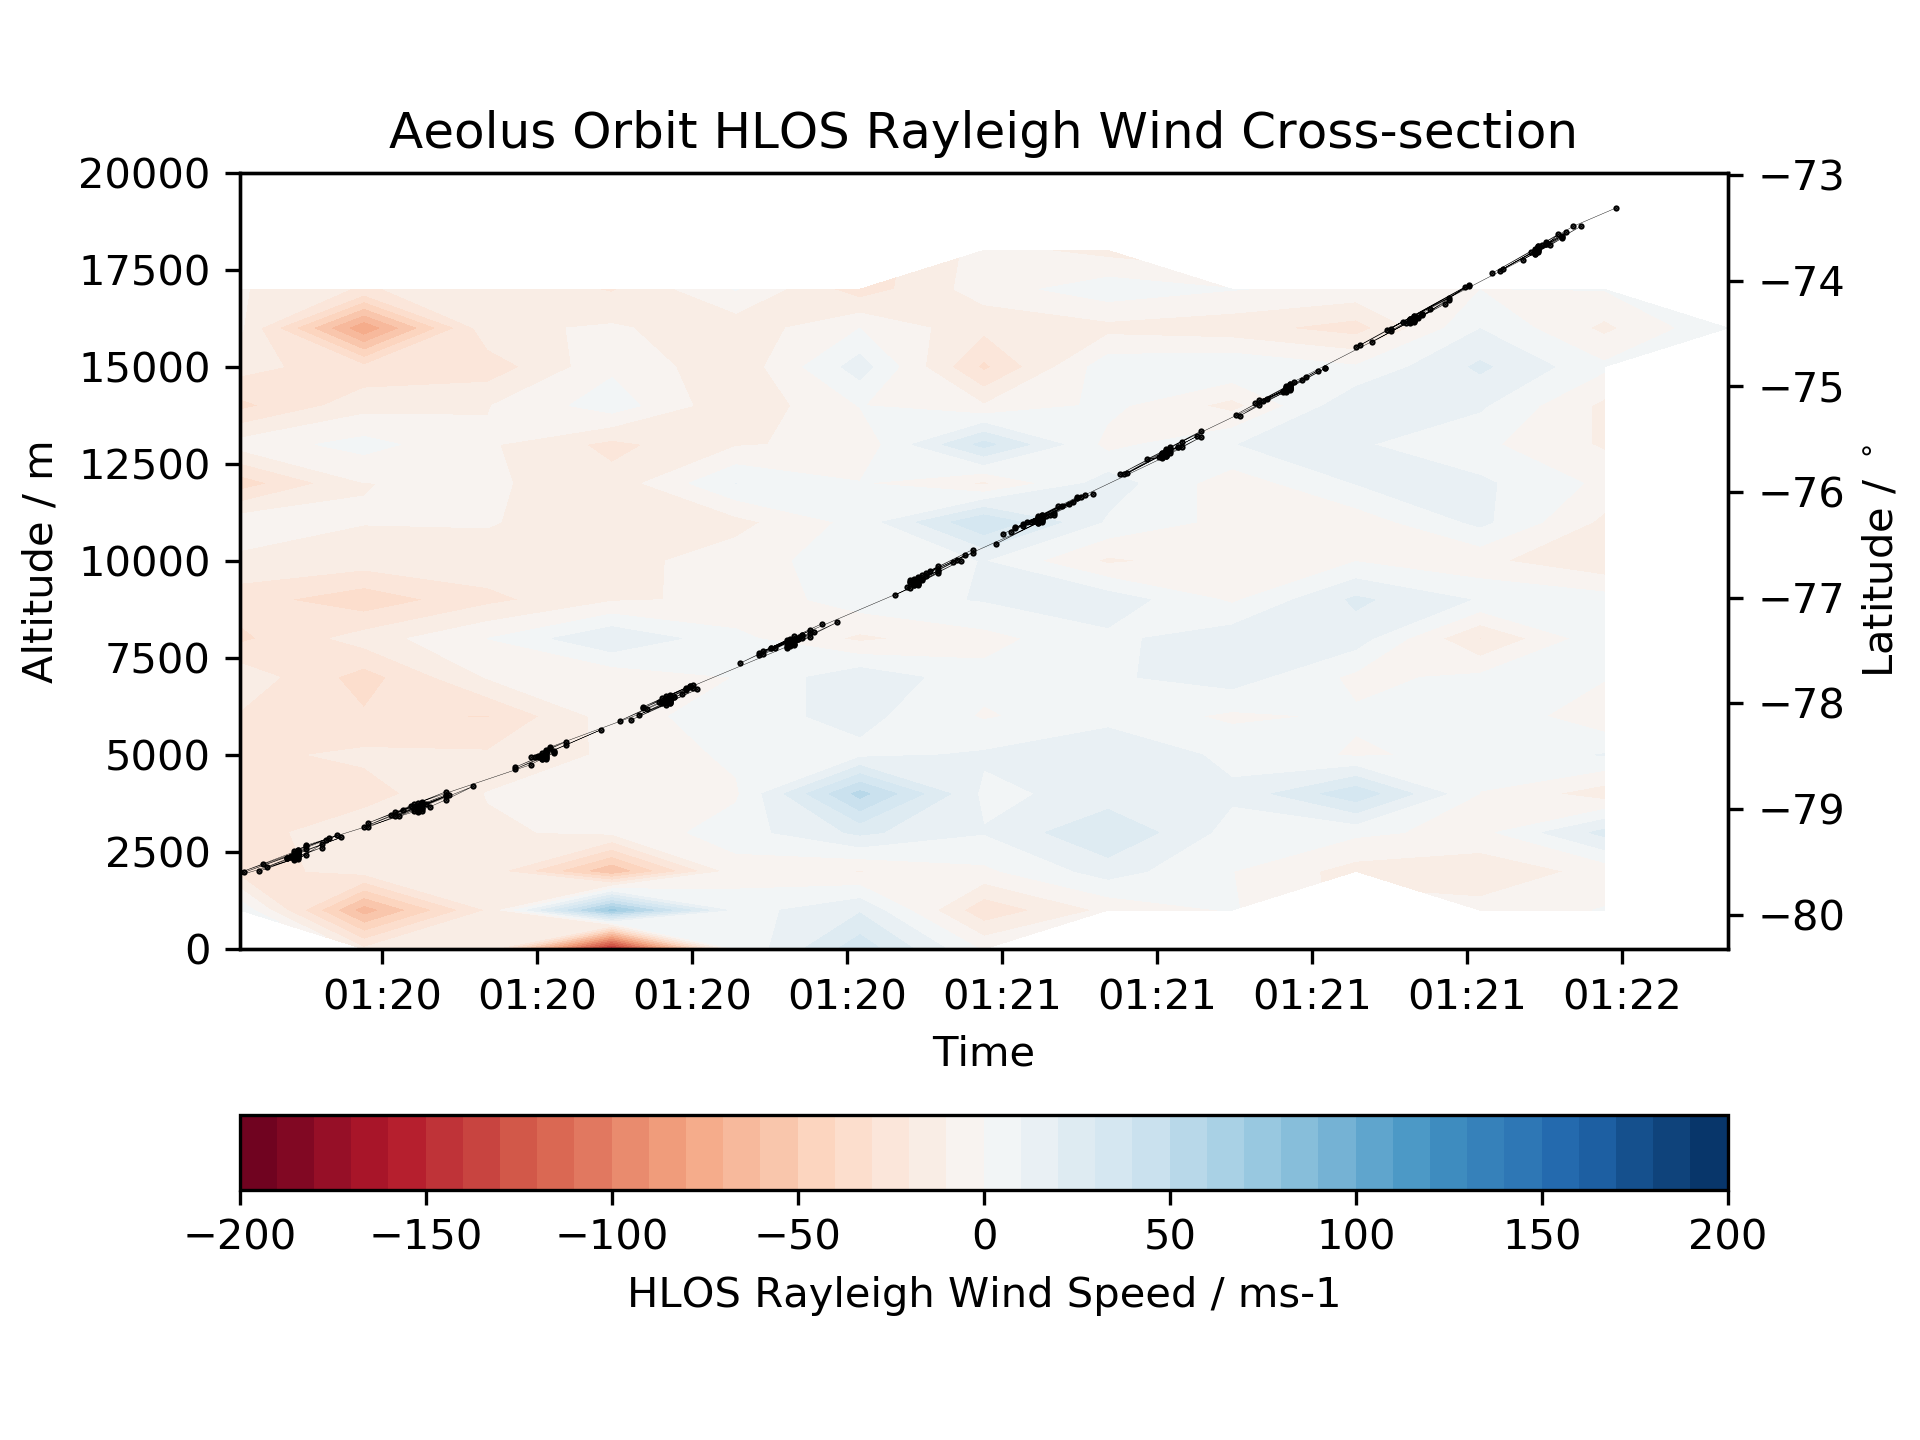 Aeolus Orbit HLOS Rayleigh Wind Cross-section
20000
17500
15000
12500
10000
7500
5000
2500
0
Altitude / m
−73
−74
−75
−76
−77
−78
−79
−80
Latitude / °
01:20 01:20 01:20 01:20 01:21 01:21 01:21 01:21 01:22
Time
−200 −150 −100 −50 0 50 100 150 200
HLOS Rayleigh Wind Speed / ms-1